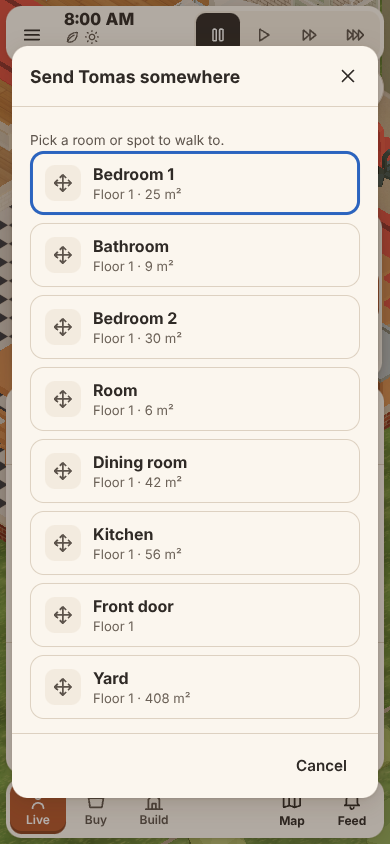 8:00 AM
Send Tomas somewhere
Pick a room or spot to walk to.
Bedroom 1
Floor 1 · 25 m²
Bathroom
Floor 1 · 9 m²
Bedroom 2
Floor 1 · 30 m²
Room
Floor 1 · 6 m²
Dining room
Floor 1 · 42 m²
Kitchen
Floor 1 · 56 m²
Front door
Floor 1
Yard
Floor 1 · 408 m²
Cancel
Live
Buy
Build
Map
Feed